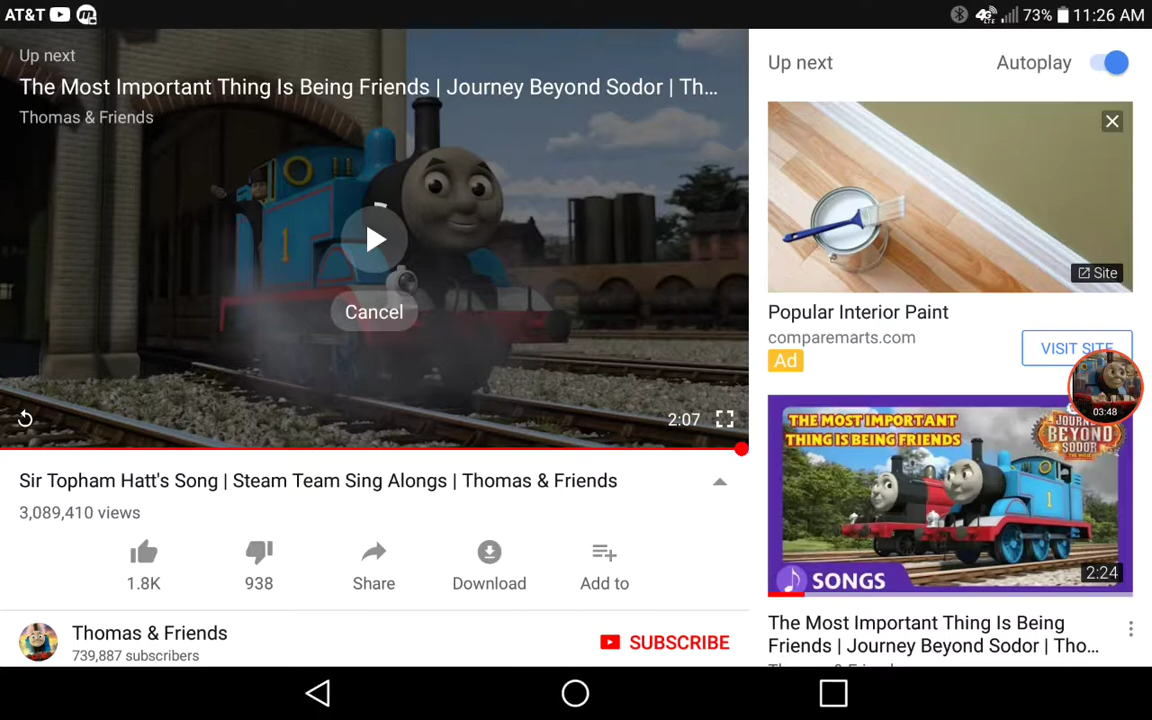 AT&T
73% 11:26 AM
Up next
The Most Important Thing Is Being Friends | Journey Beyond Sodor | Th...
Thomas & Friends
1
Cancel
2:07
Sir Topham Hatt's Song | Steam Team Sing Alongs | Thomas & Friends
3,089,410 views
1.8K
938
Share
Download
Add to
Thomas & Friends
739,887 subscribers
SUBSCRIBE
Up next
Autoplay
Site
Popular Interior Paint
comparemarts.com
Ad
VISIT SITE
03:48
THE MOST IMPORTANT
THING IS BEING FRIENDS
JOURNEY
BEYOND
SODOR
1
SONGS
2:24
The Most Important Thing Is Being
Friends | Journey Beyond Sodor | Tho...